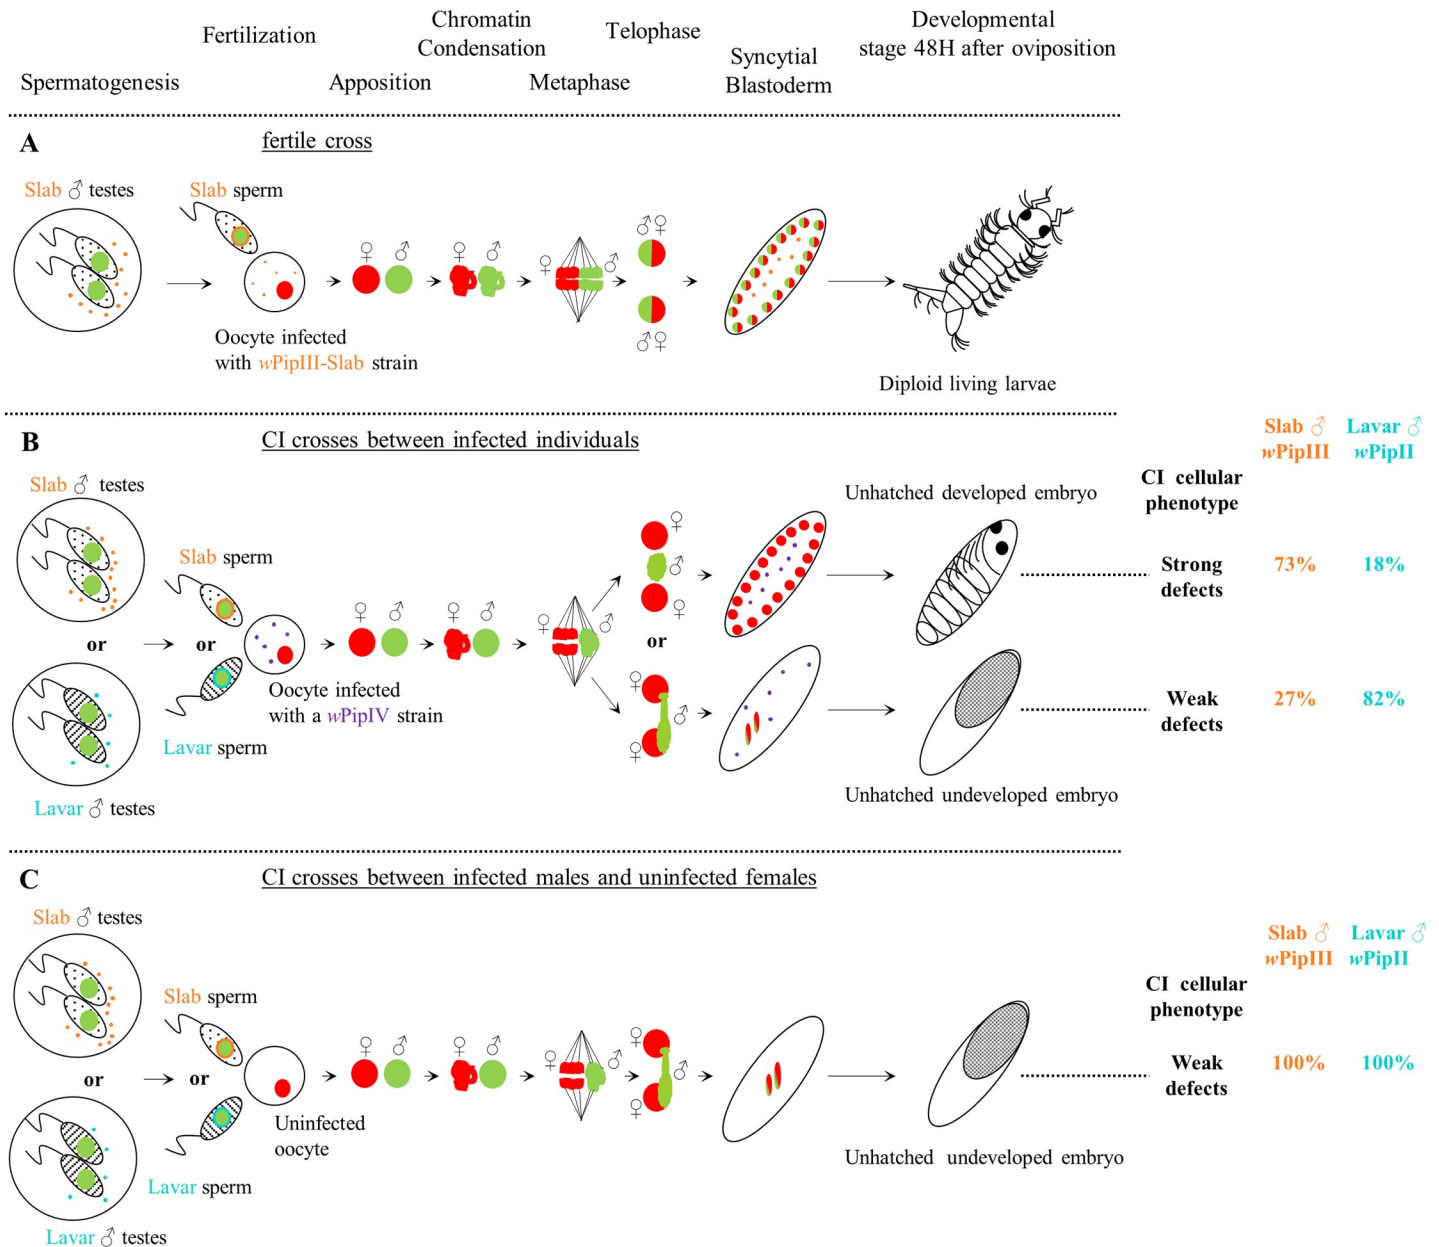 Spermatogenesis
Fertilization
Apposition
Chromatin
Condensation
Metaphase
Telophase
Syncytial
Blastoderm
Developmental
stage 48H after oviposition
A
fertile cross
Slab ♂ testes
Slab sperm
Oocyte infected
with wPipIII-Slab strain
♀ ♂
♀ ♂
♀ ♂
♂♀
♂♀
Diploid living larvae
B
CI crosses between infected individuals
Slab ♂ testes
or
Lavar ♂ testes
Slab sperm
or
Lavar sperm
Oocyte infected
with a wPipIV strain
♀ ♂
♀ ♂
♀ ♂
♀
♂
♀
or
♀
♂
♀
Unhatched developed embryo
Unhatched undeveloped embryo
Slab ♂ Lavar ♂
wPipIII wPipII
CI cellular
phenotype
Strong
defects
73% 18%
Weak
defects
27% 82%
C
CI crosses between infected males and uninfected females
Slab ♂ testes
or
Lavar ♂ testes
Slab sperm
or
Lavar sperm
Uninfected
oocyte
♀ ♂
♀ ♂
♀ ♂
♀
♂
♀
Unhatched undeveloped embryo
Slab ♂ Lavar ♂
wPipIII wPipII
CI cellular
phenotype
Weak
defects
100% 100%